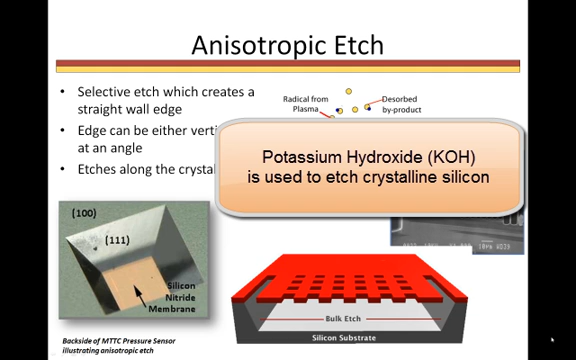 Anisotropic Etch
• Selective etch which creates a
straight wall edge
• Edge can be either
at an angle
• Etches along the
Radical from
Plasma
Desorbed
by-product
Potassium Hydroxide (KOH)
is used to etch crystalline silicon
(100)
(111)
Silicon
Nitride
Membrane
Backside of MTTC Pressure Sensor
illustrating anisotropic etch
Bulk Etch
Silicon Substrate